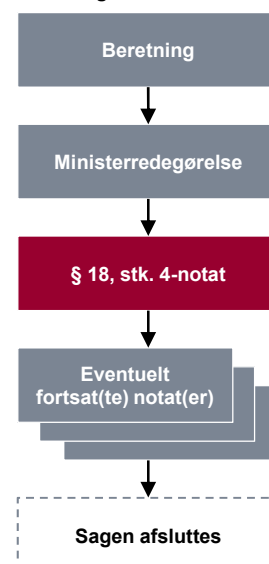 Beretning
Ministerredegørelse
§ 18, stk. 4-notat
Eventuelt
fortsat(te) notat(er)
Sagen afsluttes